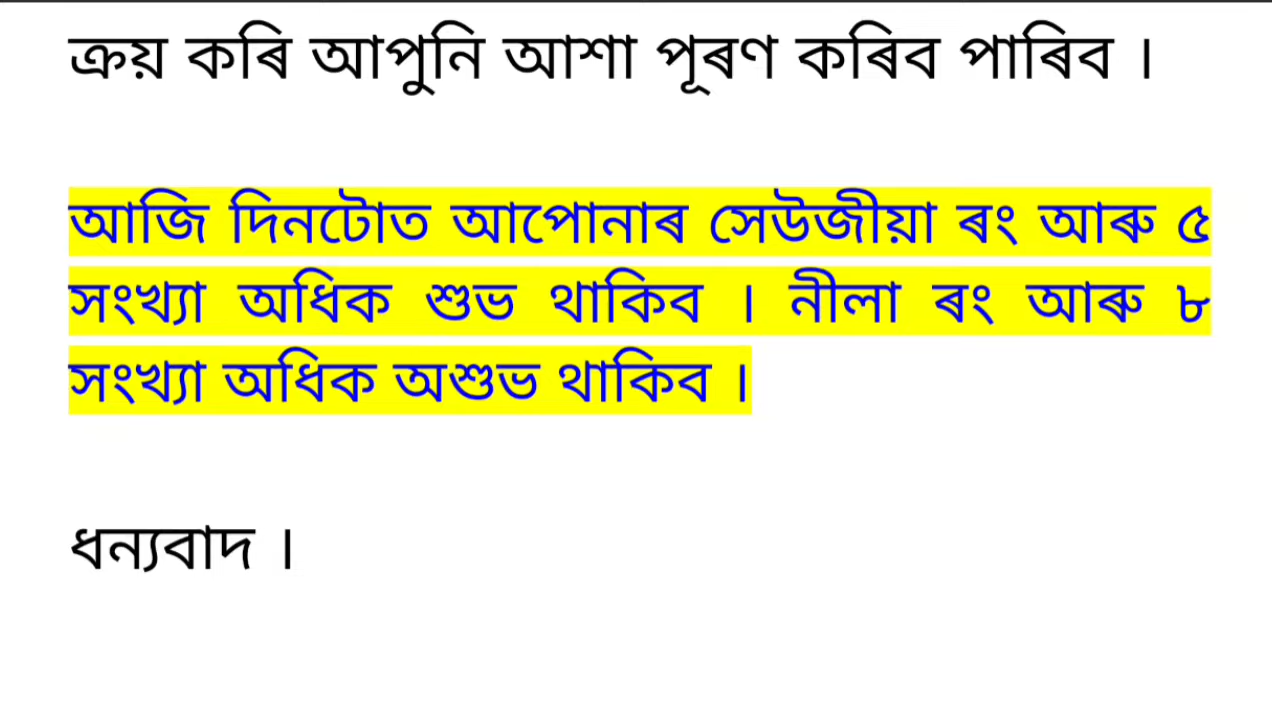 ক্ৰয় কৰি আপুনি আশা পূৰণ কৰিব পাৰিব ।
আজি দিনটোত আপোনাৰ সেউজীয়া ৰং আৰু ৫
সংখ্যা অধিক শুভ থাকিব । নীলা ৰং আৰু ৮
সংখ্যা অধিক অশুভ থাকিব ।
ধন্যবাদ ।